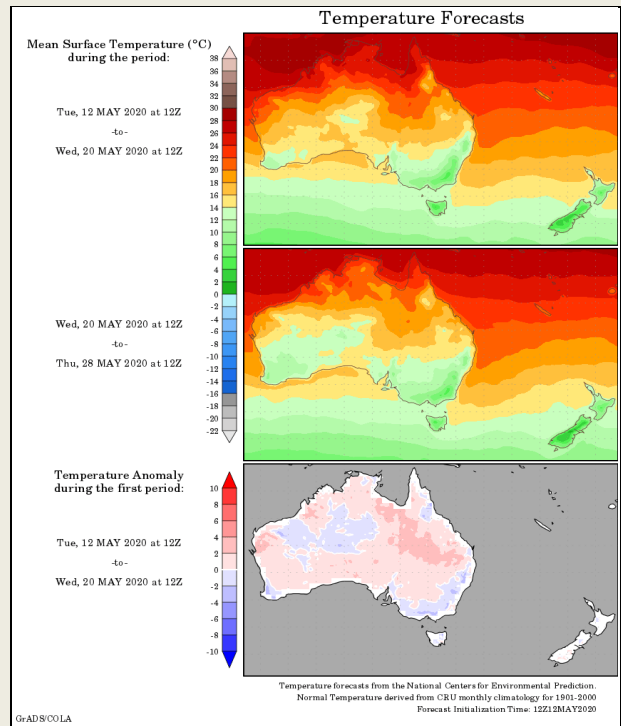 Temperature Forecasts
Mean Surface Temperature (°C)
during the period:
Tue, 12 MAY 2020 at 12Z
-to-
Wed, 20 MAY 2020 at 12Z
38
36
34
32
30
28
26
24
22
20
18
16
14
12
10
8
6
4
2
0
-2
-4
-6
-8
-10
-12
-14
-16
-18
-20
-22
Wed, 20 MAY 2020 at 12Z
-to-
Thu, 28 MAY 2020 at 12Z
Temperature Anomaly
during the first period:
Tue, 12 MAY 2020 at 12Z
-to-
Wed, 20 MAY 2020 at 12Z
10
8
6
4
2
0
-2
-4
-6
-8
-10
Temperature forecasts from the National Centers for Environmental Prediction.
Normal Temperature derived from CRU monthly climatology for 1901-2000
Forecast Initialization Time: 12Z12MAY2020
GrADS/COLA